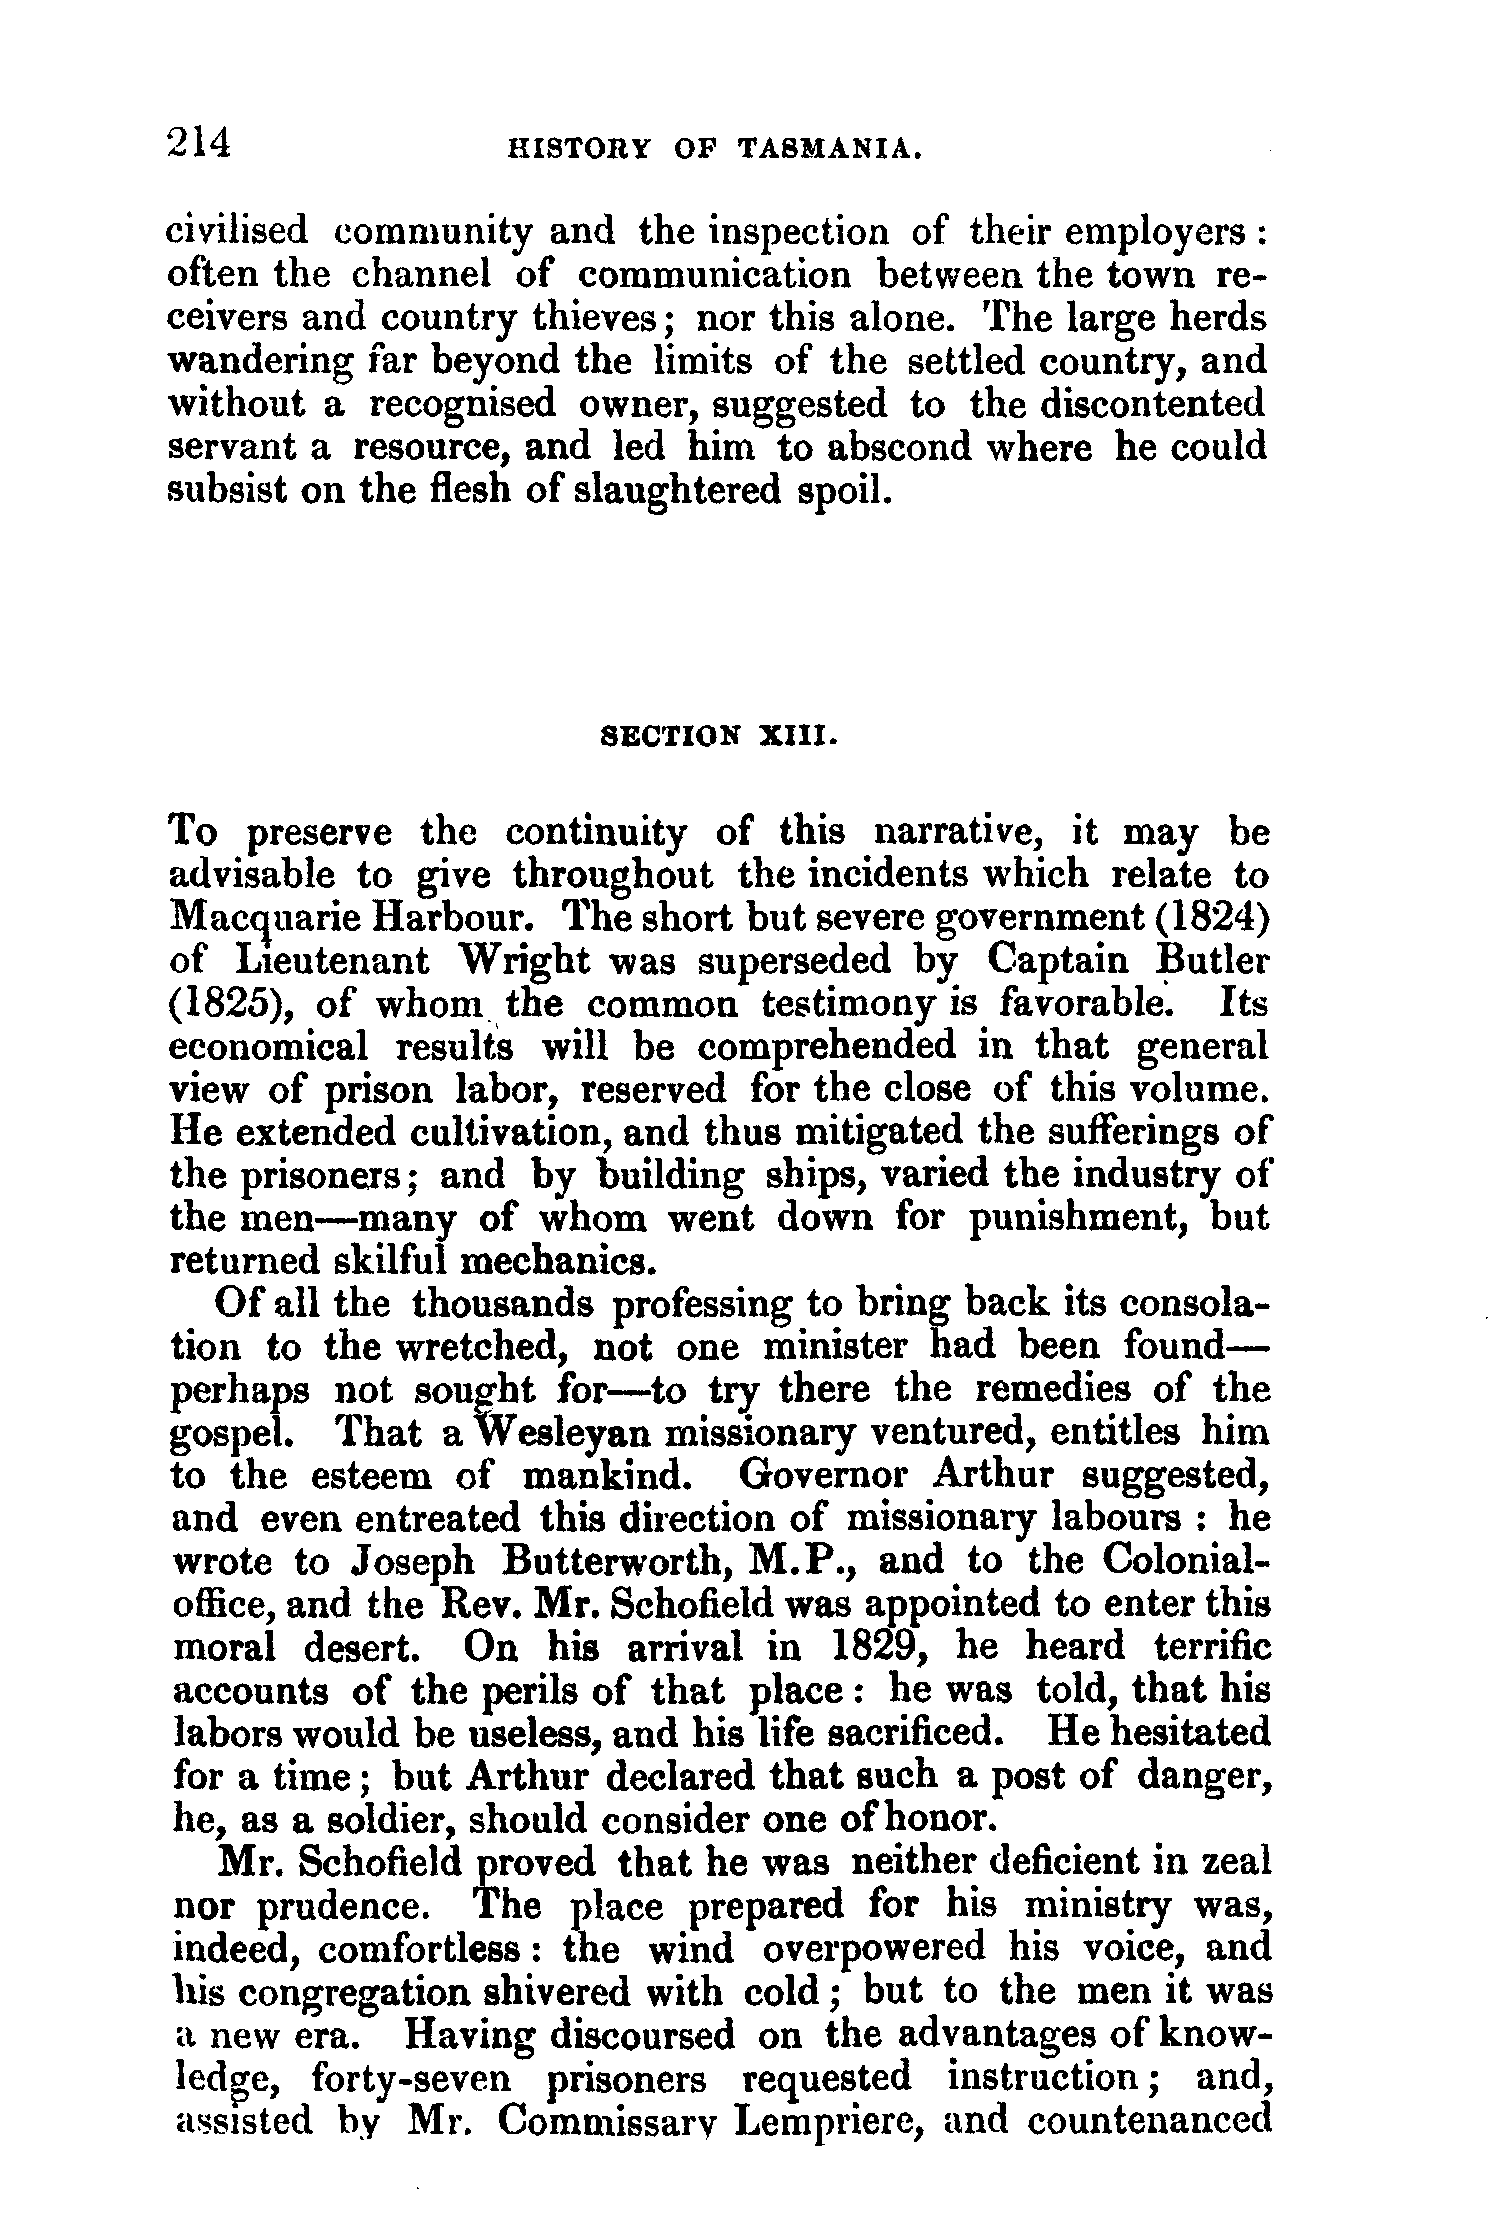 214 HISTORY OF TASMANIA.
civilised community and the inspection of their employers :
often the channel of communication between the town re-
ceivers and country thieves; nor this alone. The large herds
wandering far beyond the limits of the settled country, and
without a recognised owner, suggested to the discontented
servant a resource, and led him to abscond where he could
subsist on the flesh of slaughtered spoil.
SECTION XIII.
To preserve the continuity of this narrative, it may be
advisable to give throughout the incidents which relate to
Macquarie Harbour. The short but severe government (1824)
of Lieutenant Wright was superseded by Captain Butler
(1825), of whom the common testimony is favorable. Its
economical results will be comprehended in that general
view of prison labor, reserved for the close of this volume.
He extended cultivation, and thus mitigated the sufferings of
the prisoners; and by building ships, varied the industry of
the men—many of whom went down for punishment, but
returned skilful mechanics.
Of all the thousands professing to bring back its consola-
tion to the wretched, not one minister had been found—
perhaps not sought for—to try there the remedies of the
gospel. That a Wesleyan missionary ventured, entitles him
to the esteem of mankind. Governor Arthur suggested,
and even entreated this direction of missionary labours : he
wrote to Joseph Butterworth, M.P., and to the Colonial-
office, and the Rev. Mr. Schofield was appointed to enter this
moral desert. On his arrival in 1829, he heard terrific
accounts of the perils of that place : he was told, that his
labors would be useless, and his life sacrificed. He hesitated
for a time ; but Arthur declared that such a post of danger,
he, as a soldier, should consider one of honor.
Mr. Schofield proved that he was neither deficient in zeal
nor prudence. The place prepared for his ministry was,
indeed, comfortless : the wind overpowered his voice, and
his congregation shivered with cold ; but to the men it was
a new era. Having discoursed on the advantages of know-
ledge, forty-seven prisoners requested instruction ; and,
assisted by Mr. Commissary Lempriere, and countenanced